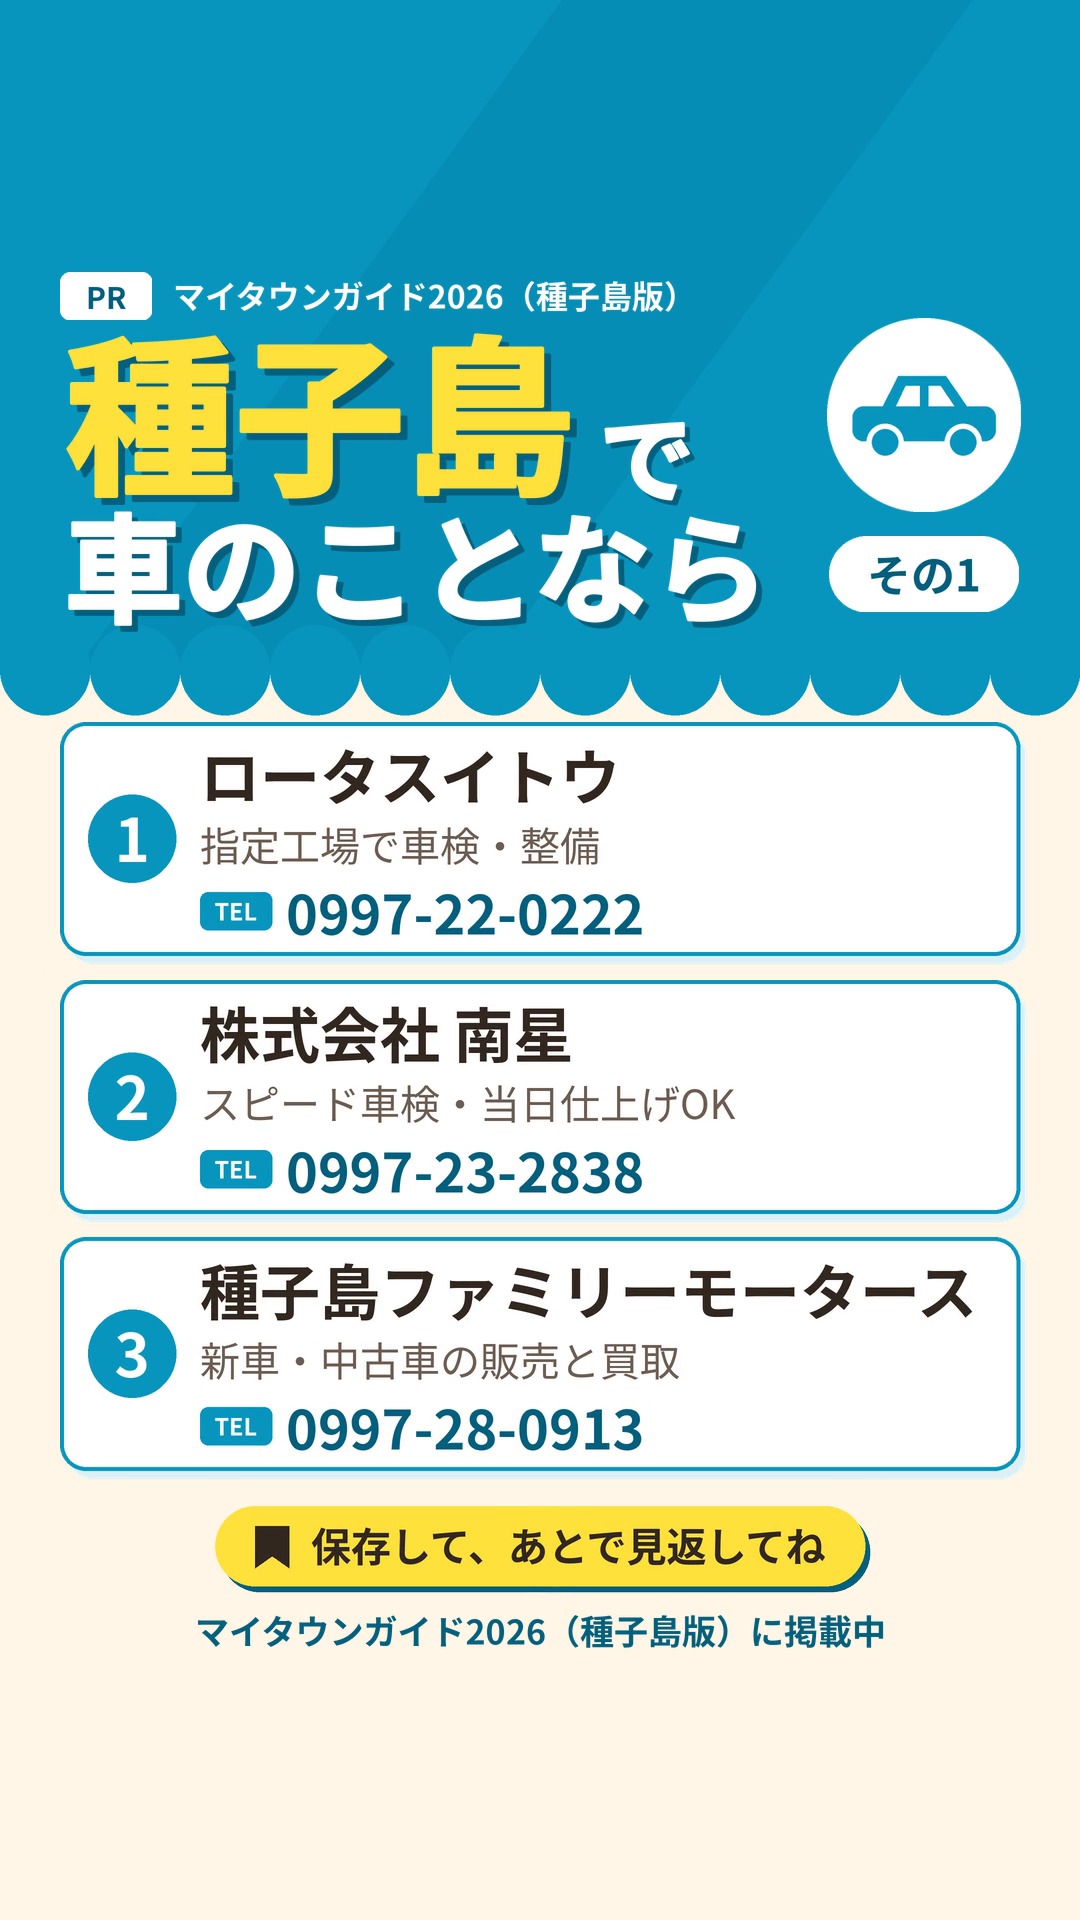 PR マイタウンガイド2026（種子島版）
種子島で
車のことなら
その1
1
ロータスイトウ
指定工場で車検・整備
TEL 0997-22-0222
2
株式会社 南星
スピード車検・当日仕上げOK
TEL 0997-23-2838
3
種子島ファミリーモータース
新車・中古車の販売と買取
TEL 0997-28-0913
保存して、あとで見返してね
マイタウンガイド2026（種子島版）に掲載中